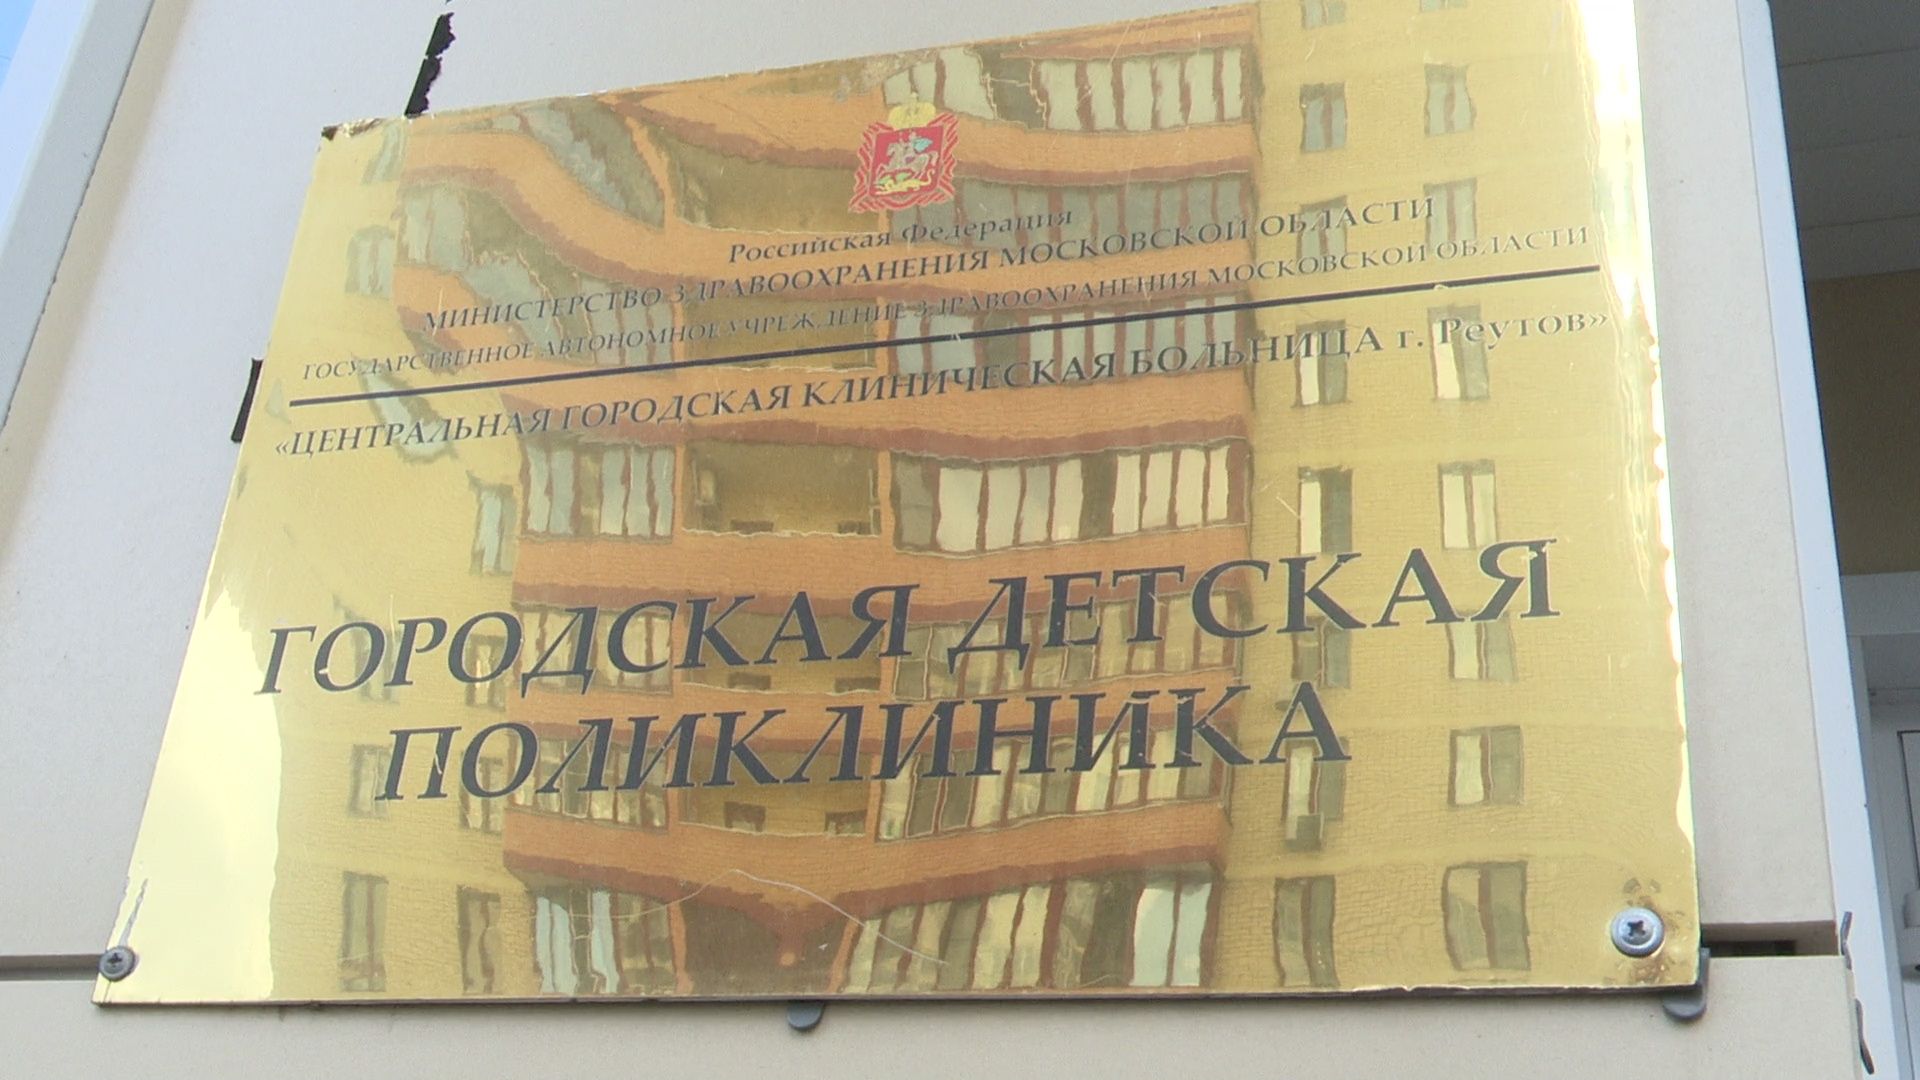 Российская Федерация
МИНИСТЕРСТВО ЗДРАВООХРАНЕНИЯ МОСКОВСКОЙ ОБЛАСТИ
ГОСУДАРСТВЕННОЕ АВТОНОМНОЕ УЧРЕЖДЕНИЕ ЗДРАВООХРАНЕНИЯ МОСКОВСКОЙ ОБЛАСТИ
«ЦЕНТРАЛЬНАЯ ГОРОДСКАЯ КЛИНИЧЕСКАЯ БОЛЬНИЦА г. Реутов»
ГОРОДСКАЯ ДЕТСКАЯ
ПОЛИКЛИНИКА